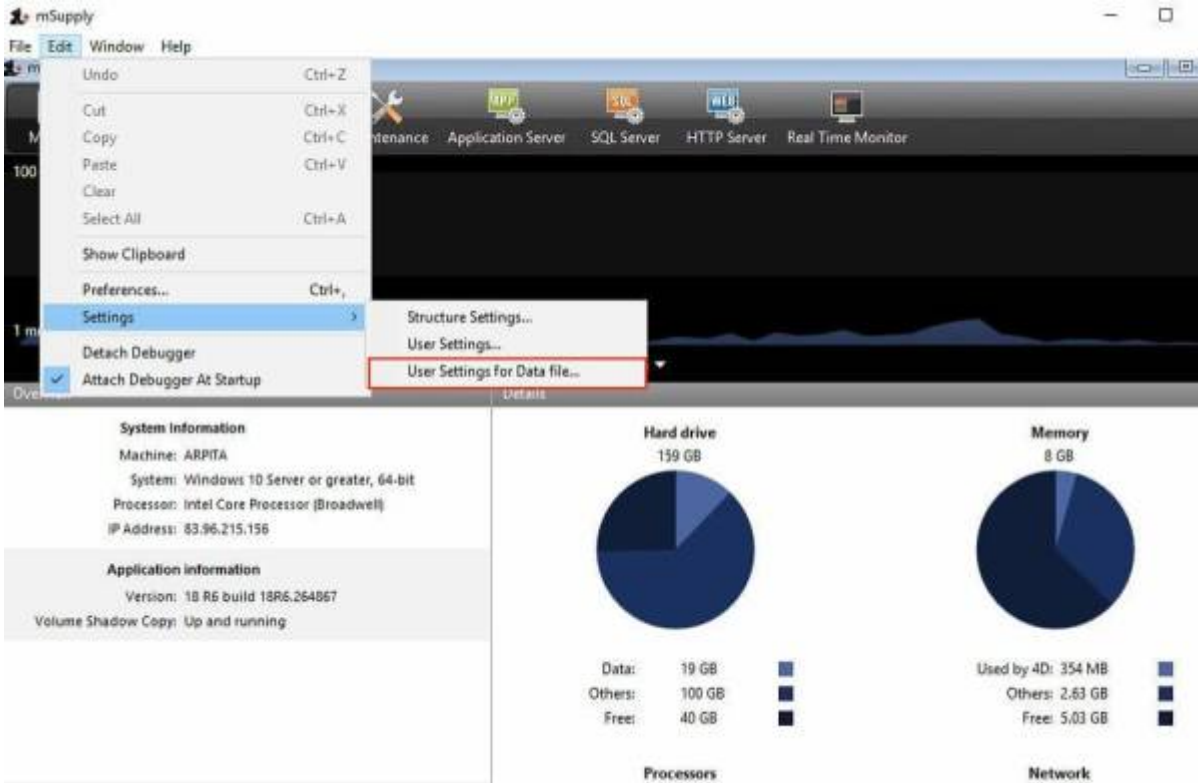 mSupply
File Edit Window Help
Undo Ctrl+Z
Cut Ctrl+X
Copy Ctrl+C
Paste Ctrl+V
Clear
Select All Ctrl+A
Show Clipboard
Preferences... Ctrl+,
Settings
Detach Debugger
Attach Debugger At Startup
Structure Settings...
User Settings...
User Settings for Data file...
Application Server SQL Server HTTP Server Real Time Monitor
100
Details
System Information
Machine: ARPITA
System: Windows 10 Server or greater, 64-bit
Processor: Intel Core Processor (Broadwell)
IP Address: 83.96.215.156
Application information
Version: 18 R6 build 18R6.264867
Volume Shadow Copy: Up and running
Hard drive
159 GB
Data: 19 GB
Others: 100 GB
Free: 40 GB
Memory
8 GB
Used by 4D: 354 MB
Others: 2.63 GB
Free: 5.03 GB
Processors
Network